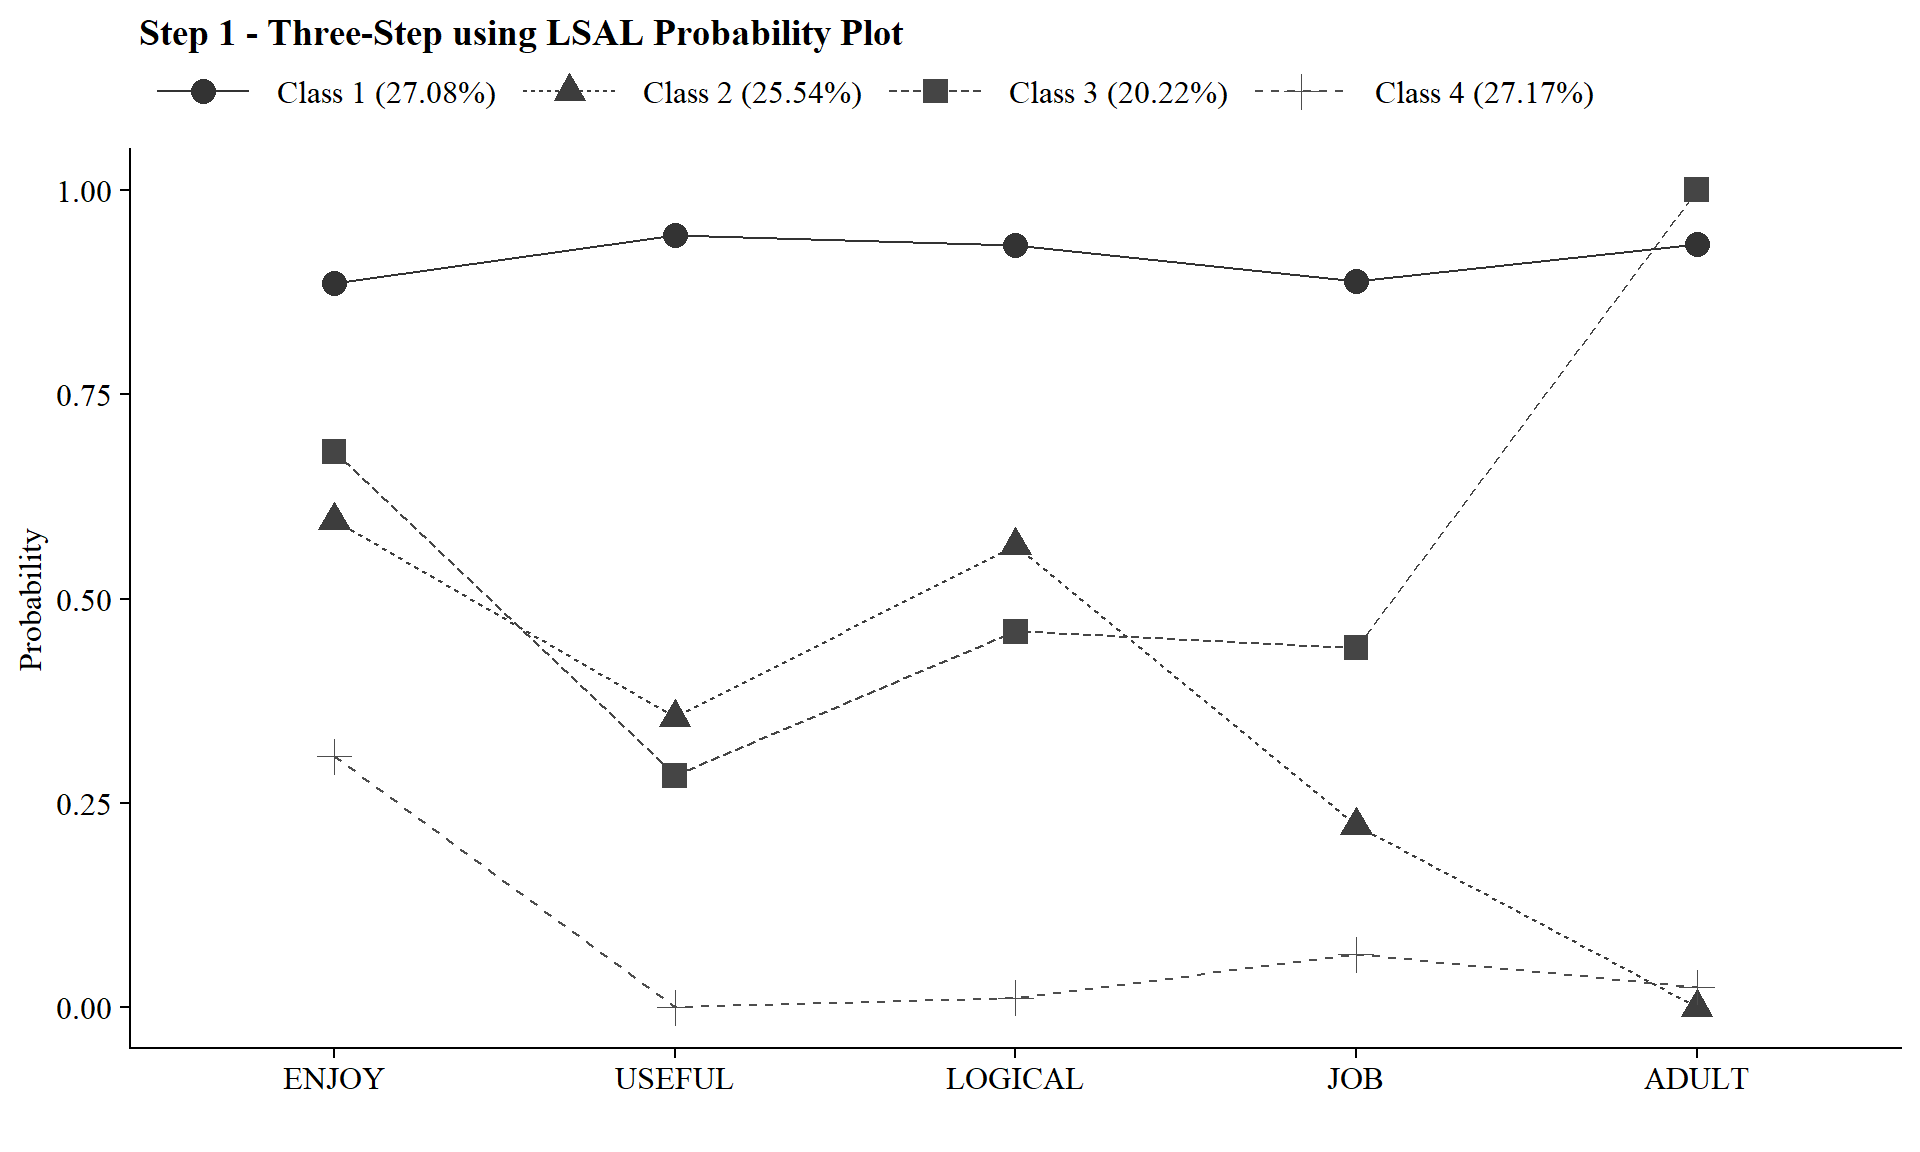 Step 1 - Three-Step using LSAL Probability Plot
Class 1 (27.08%) Class 2 (25.54%) Class 3 (20.22%) Class 4 (27.17%)
Probability
1.00
0.75
0.50
0.25
0.00
ENJOY USEFUL LOGICAL JOB ADULT